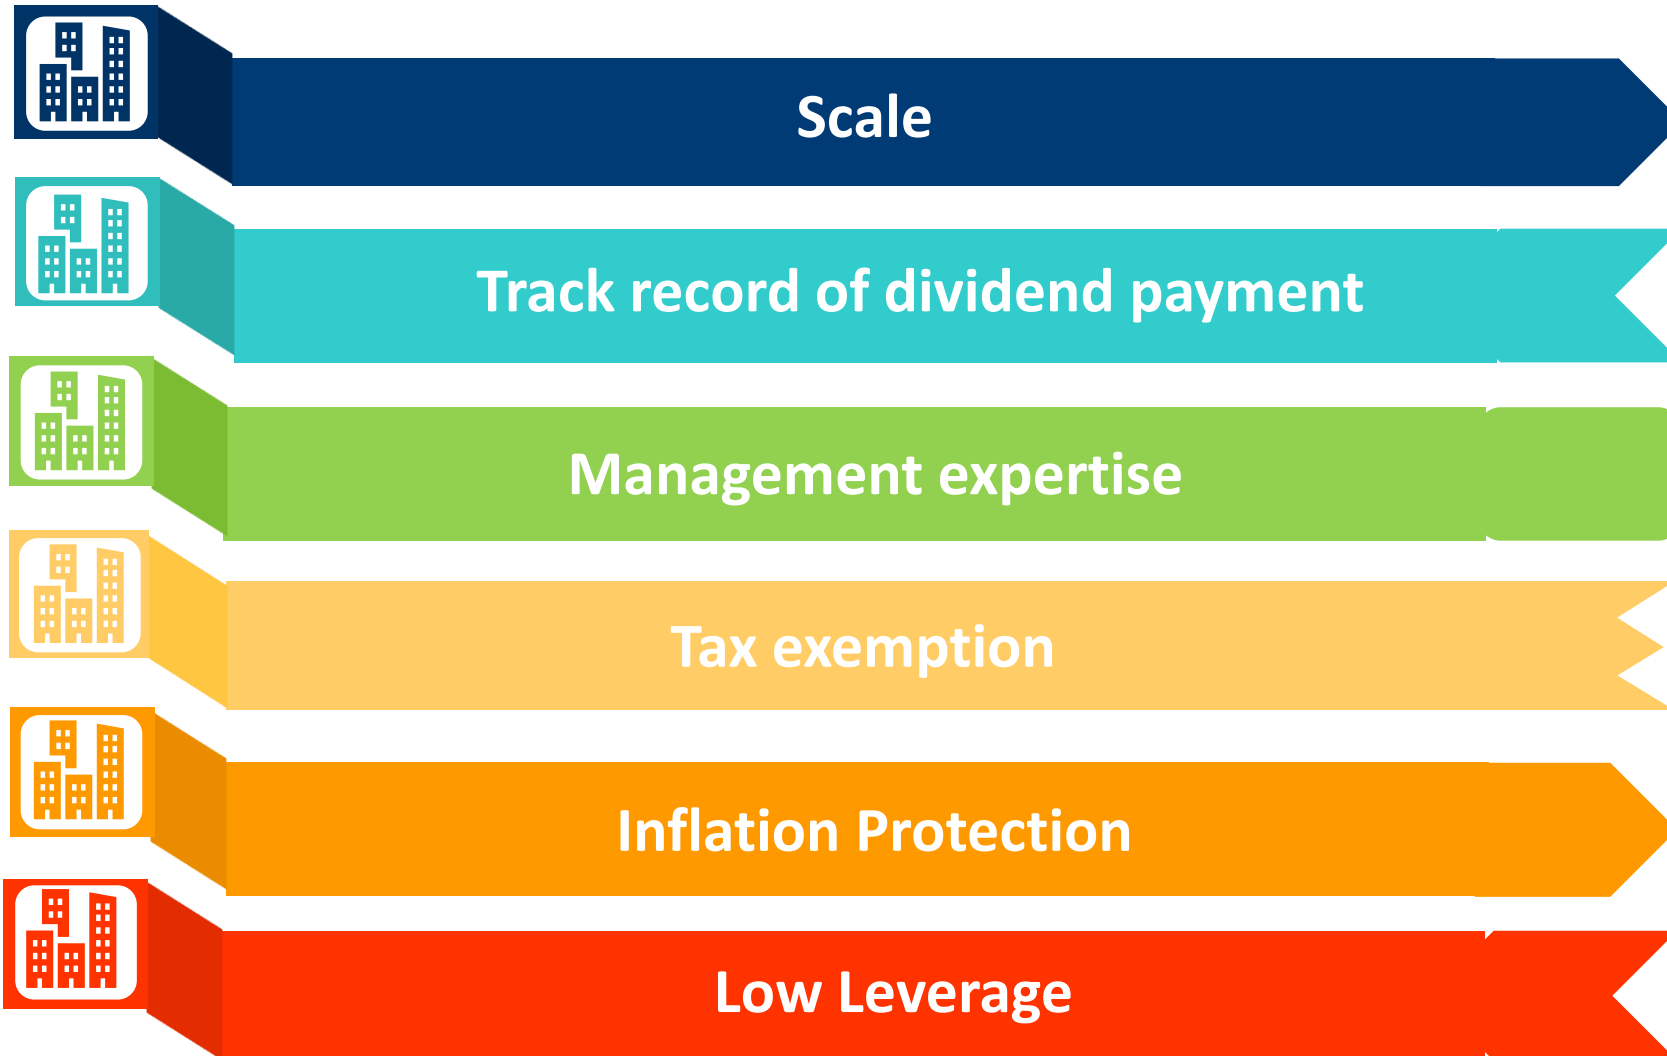 Scale
Track record of dividend payment
Management expertise
Tax exemption
Inflation Protection
Low Leverage